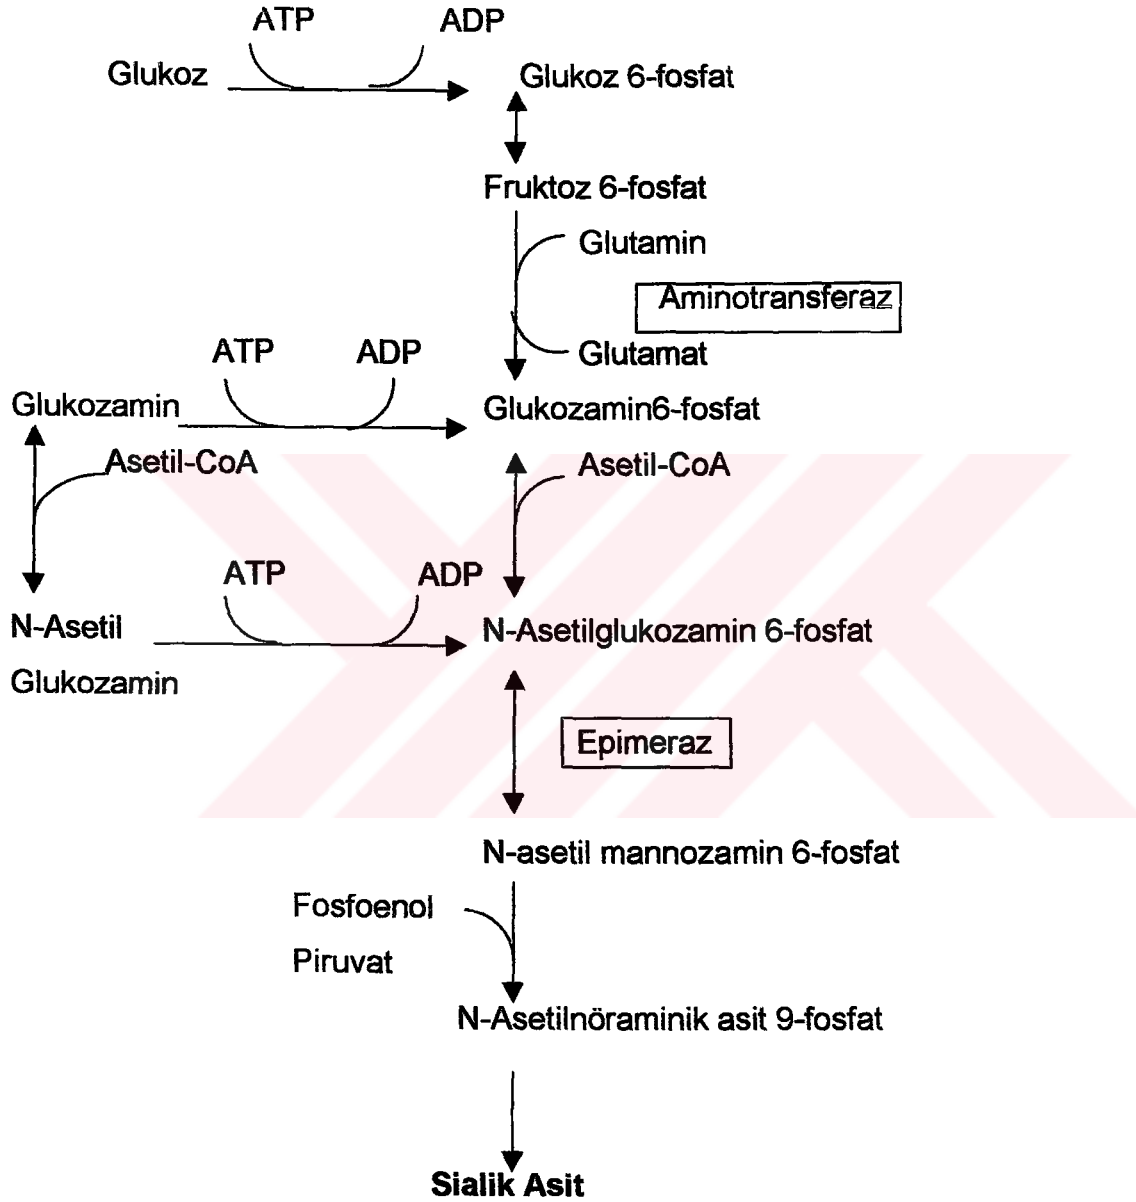 ATP ADP
Glukoz Glukoz 6-fosfat
Fruktoz 6-fosfat
Glutamin
Aminotransferaz
Glutamat
ATP ADP
Glukozamin Glukozamin6-fosfat
Asetil-CoA Asetil-CoA
ATP ADP
N-Asetil N-Asetilglukozamin 6-fosfat
Glukozamin
Epimeraz
N-asetil mannozamin 6-fosfat
Fosfoenol
Piruvat
N-Asetilnöraminik asit 9-fosfat
Sialik Asit